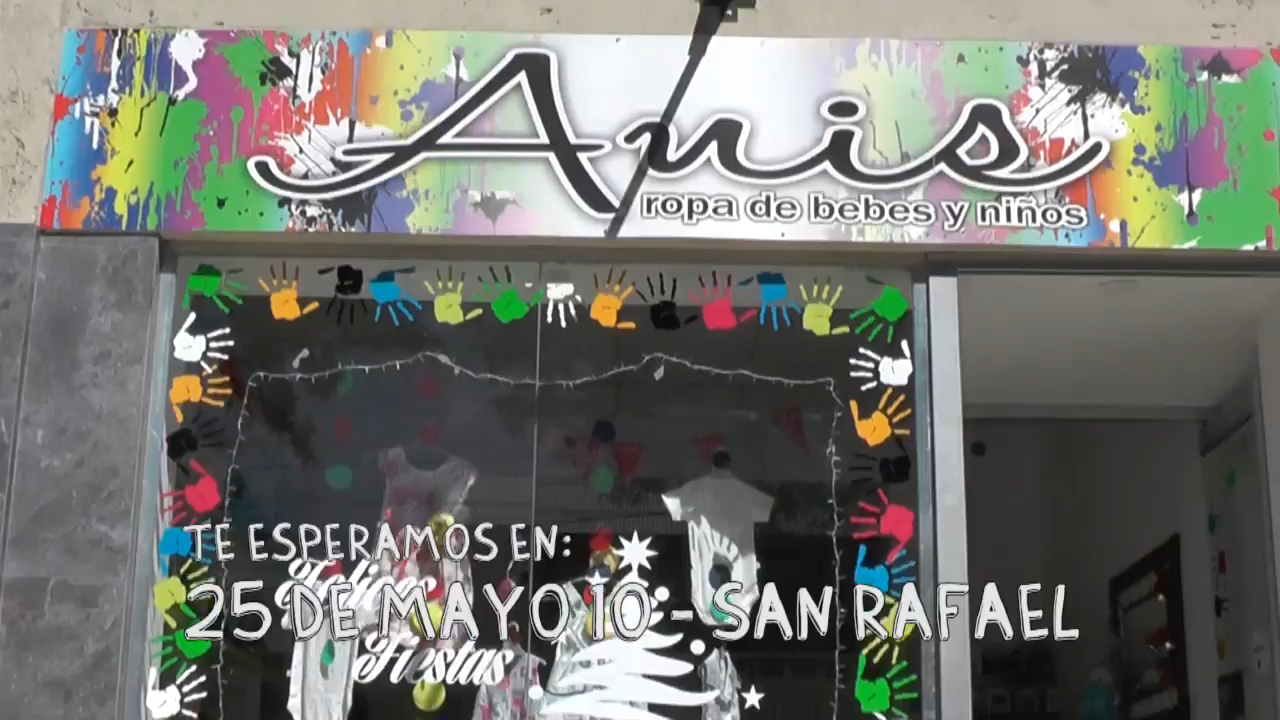 Anis
ropa de bebes y niños
TE ESPERAMOS EN:
25 DE MAYO 10 - SAN RAFAEL
Felices
Fiestas